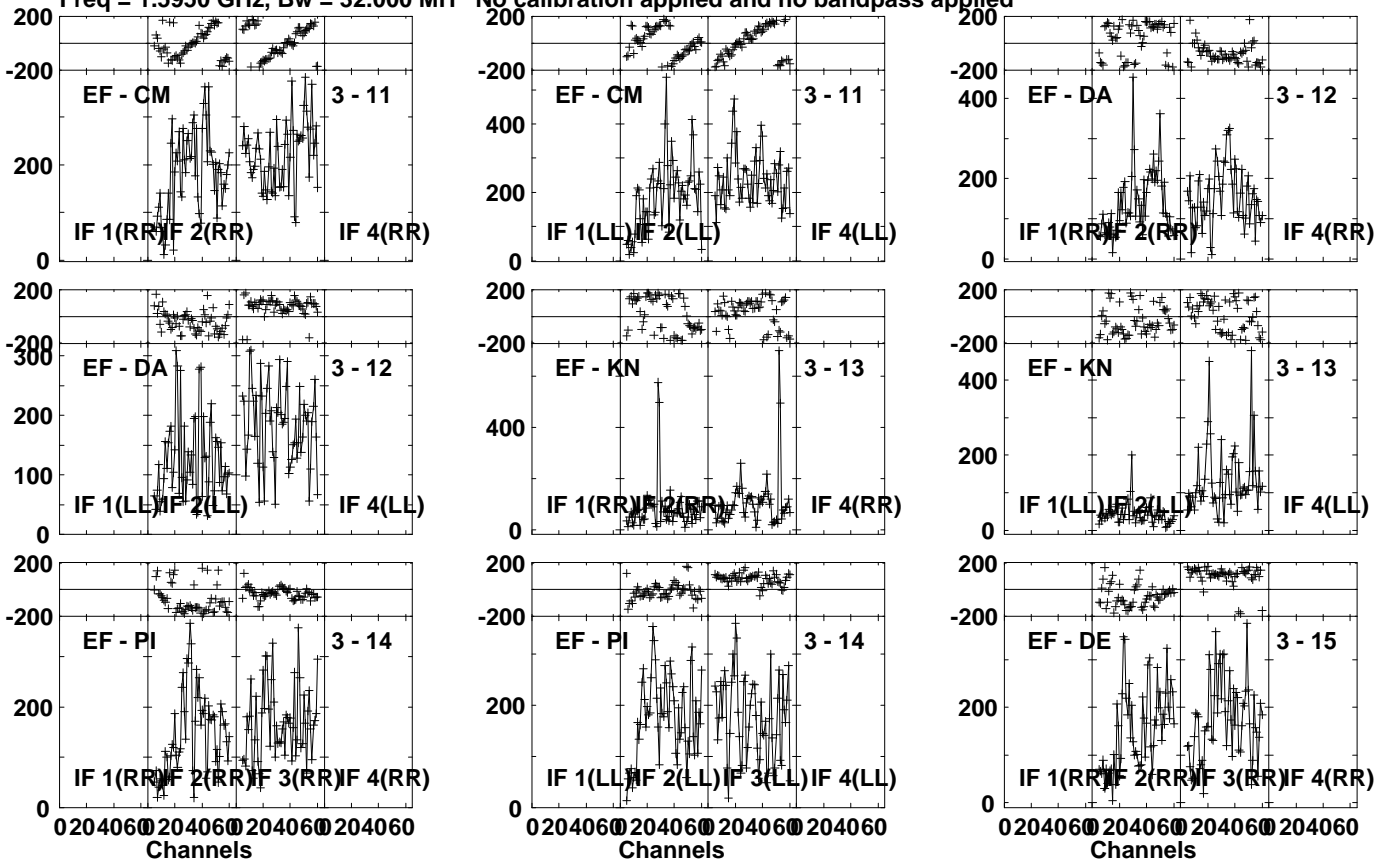 Freq = 1.5950 GHz, Bw = 32.000 MH No calibration applied and no bandpass applied
200 200 200
-200 -200 -200
EF - CM 3 - 11 EF - CM 3 - 11 EF - DA 3 - 12
400 400
200 200 200
IF 1(RR) IF 2(RR) IF 4(RR) IF 1(LL) IF 2(LL) IF 4(LL) IF 1(RR) IF 2(RR) IF 4(RR)
0 0 0
200 200 200
-200 -200 -200
300
EF - DA 3 - 12 EF - KN 3 - 13 EF - KN 3 - 13
400 400
200 200
100
IF 1(LL) IF 2(LL) IF 4(LL) IF 1(RR) IF 2(RR) IF 4(RR) IF 1(LL) IF 2(LL) IF 4(LL)
0 0 0
200 200 200
-200 -200 -200
EF - PI 3 - 14 EF - PI 3 - 14 EF - DE 3 - 15
200 200 200
IF 1(RR) IF 2(RR) IF 3(RR) IF 4(RR) IF 1(LL) IF 2(LL) IF 3(LL) IF 4(LL) IF 1(RR) IF 2(RR) IF 3(RR) IF 4(RR)
0 0 0
0 20 40 60 0 20 40 60 0 20 40 60 0 20 40 60 0 20 40 60 0 20 40 60 0 20 40 60 0 20 40 60 0 20 40 60 0 20 40 60 0 20 40 60 0 20 40 60
Channels Channels Channels